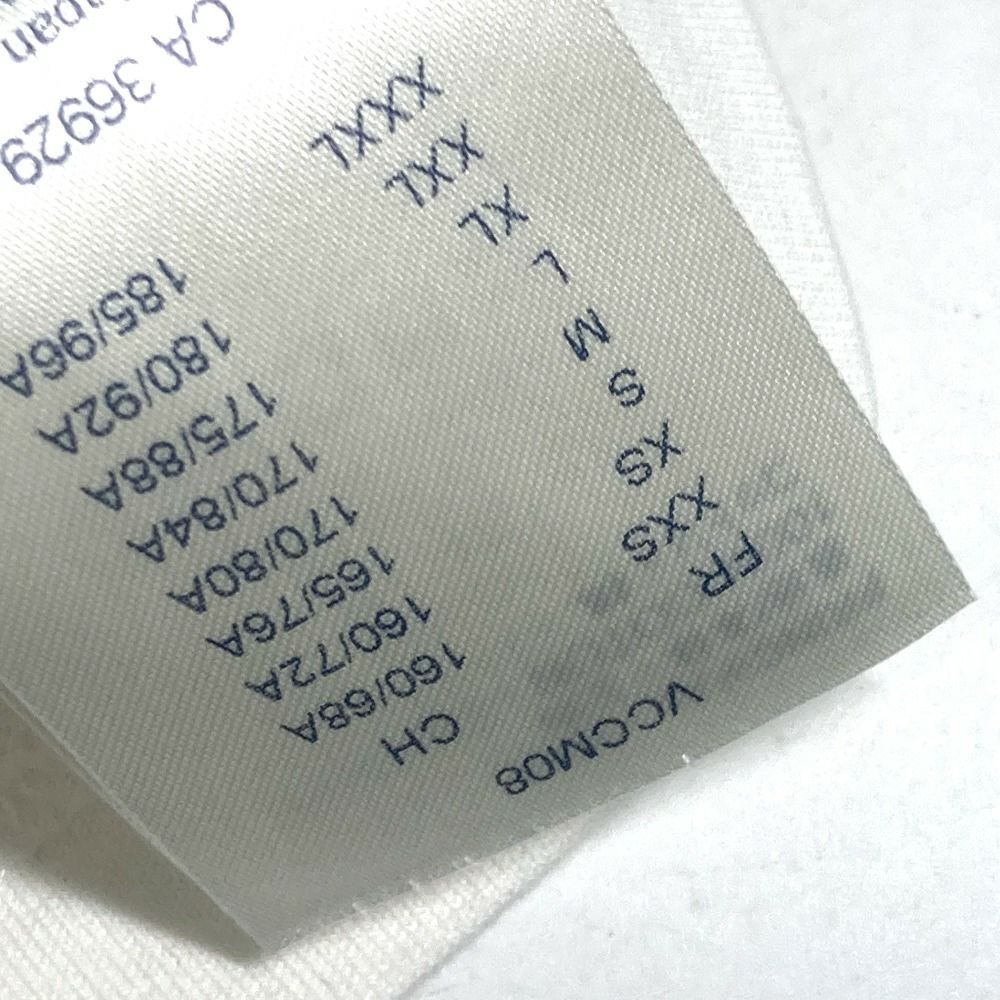 VCCM08
FR CH
XXS 160/68A
XS 160/72A
S 165/76A
M 170/80A
L 170/84A
XL 175/88A
XXL 180/92A
XXXL 185/96A
CA 36929